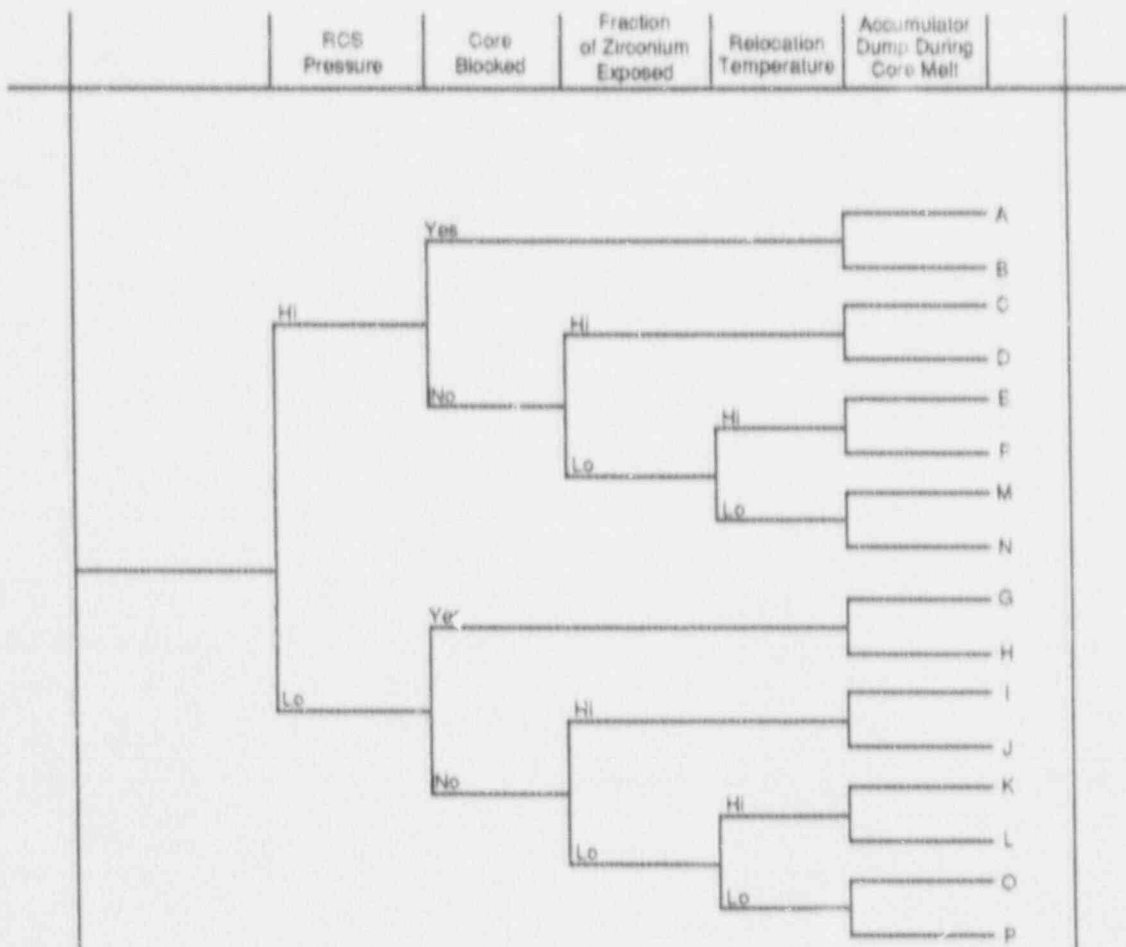 RCS
Pressure
Core
Blocked
Fraction
of Zirconium
Exposed
Relocation
Temperature
Accumulator
Dump During
Core Melt
Yes
Hi
No
Hi
Lo
Hi
Lo
A
B
C
D
E
F
M
N
Ye
Lo
No
Hi
Lo
Hi
Lo
G
H
I
J
K
L
O
P